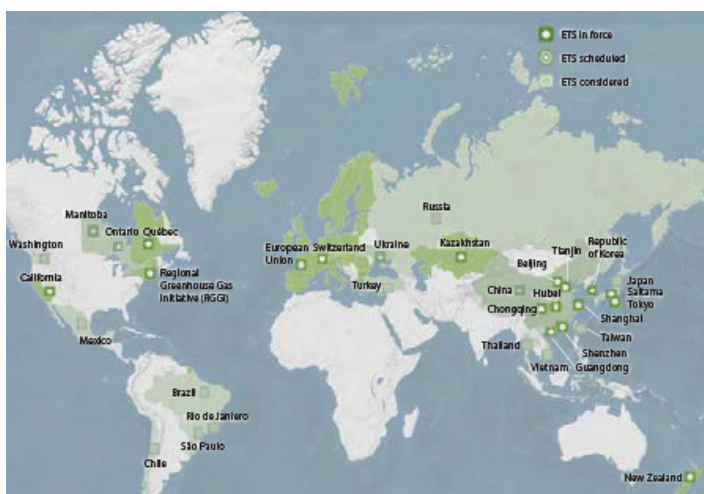 ETS in force
ETS scheduled
ETS considered
Russia
Manitoba
Ontario Québec
Washington
California
Regional
Greenhouse Gas
Initiative (RGGI)
Mexico
European
Union
Switzerland
Ukraine
Turkey
Kazakhstan
Tianjin
Republic
of Korea
Beijing
China
Hubei
Chongqing
Japan
Saitama
Tokyo
Shanghai
Taiwan
Thailand
Shenzhen
Vietnam
Guangdong
Brazil
Rio de Janiero
São Paulo
Chile
New Zealand